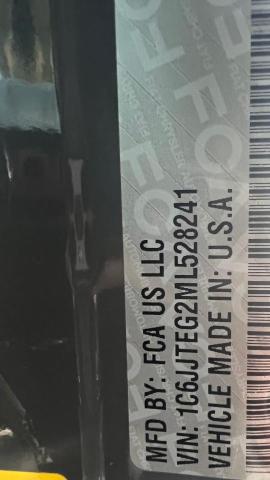 MFD BY: FCA US LLC
VIN: 1C6JJTEG2ML528241
VEHICLE MADE IN: U.S.A.